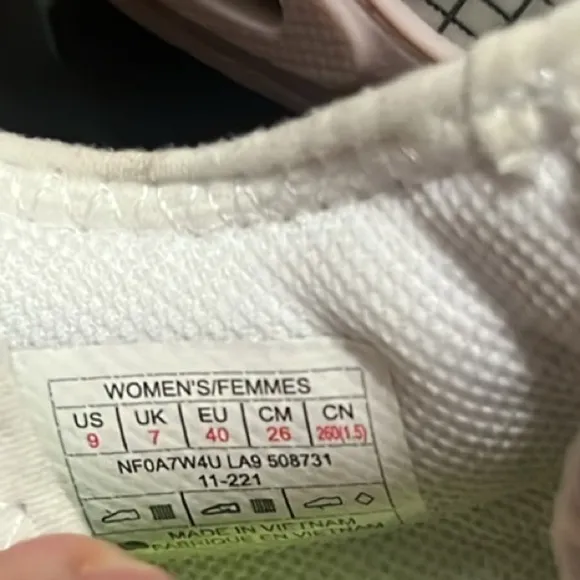 WOMEN'S/FEMMES
US UK EU CM CN
9 7 40 26 260(1.5)
NF0A7W4U LA9 508731
11-221
MADE IN VIETNAM
FABRIQUÉ EN VIETNAM